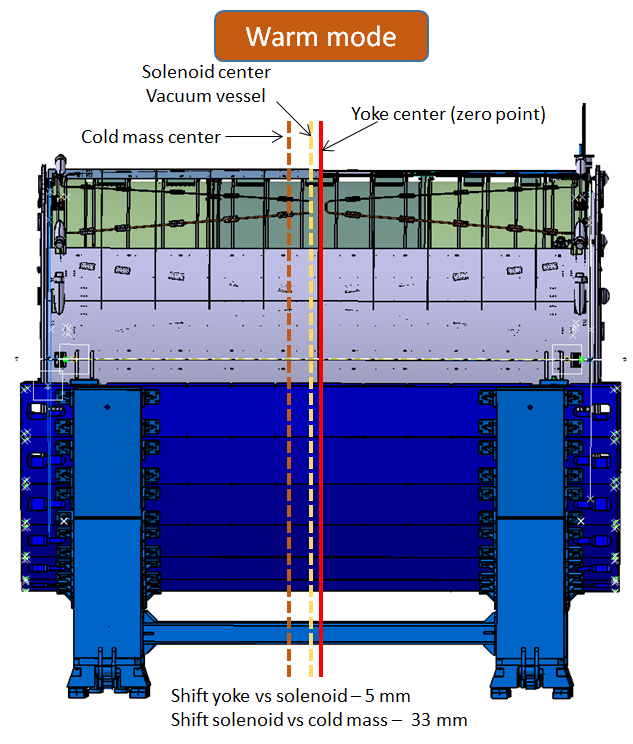 Warm mode
Solenoid center
Vacuum vessel
Yoke center (zero point)
Cold mass center
Shift yoke vs solenoid – 5 mm
Shift solenoid vs cold mass –  33 mm